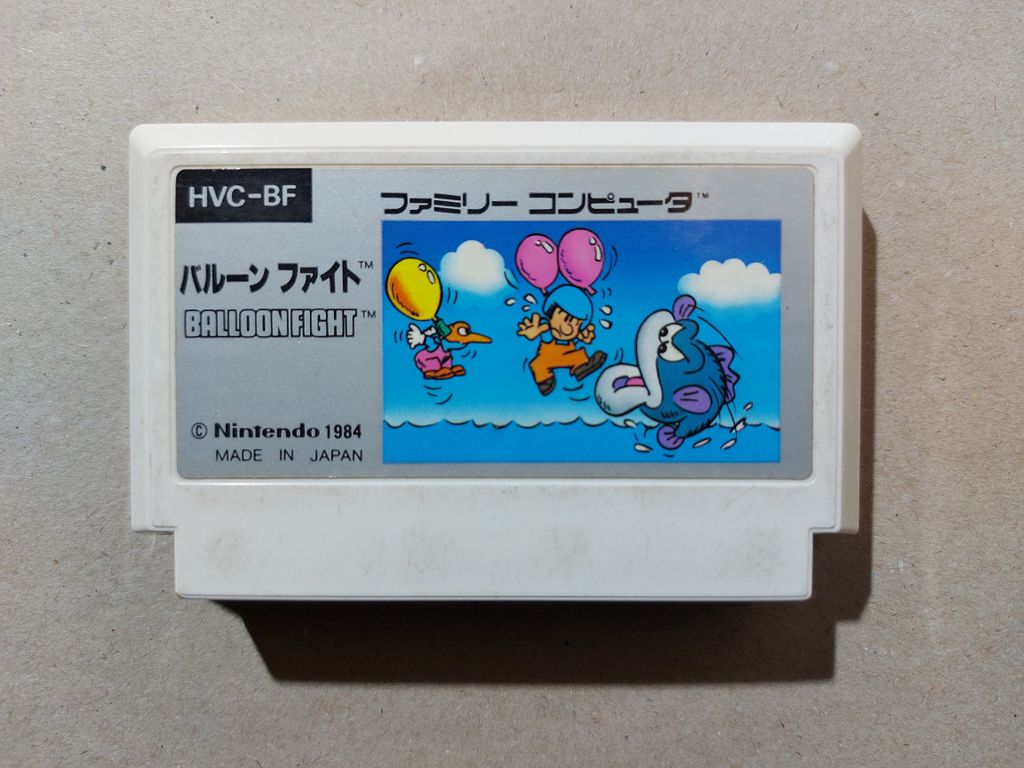 HVC-BF
ファミリー コンピュータ™
バルーン ファイト™
BALLOON FIGHT™
© Nintendo 1984
MADE IN JAPAN